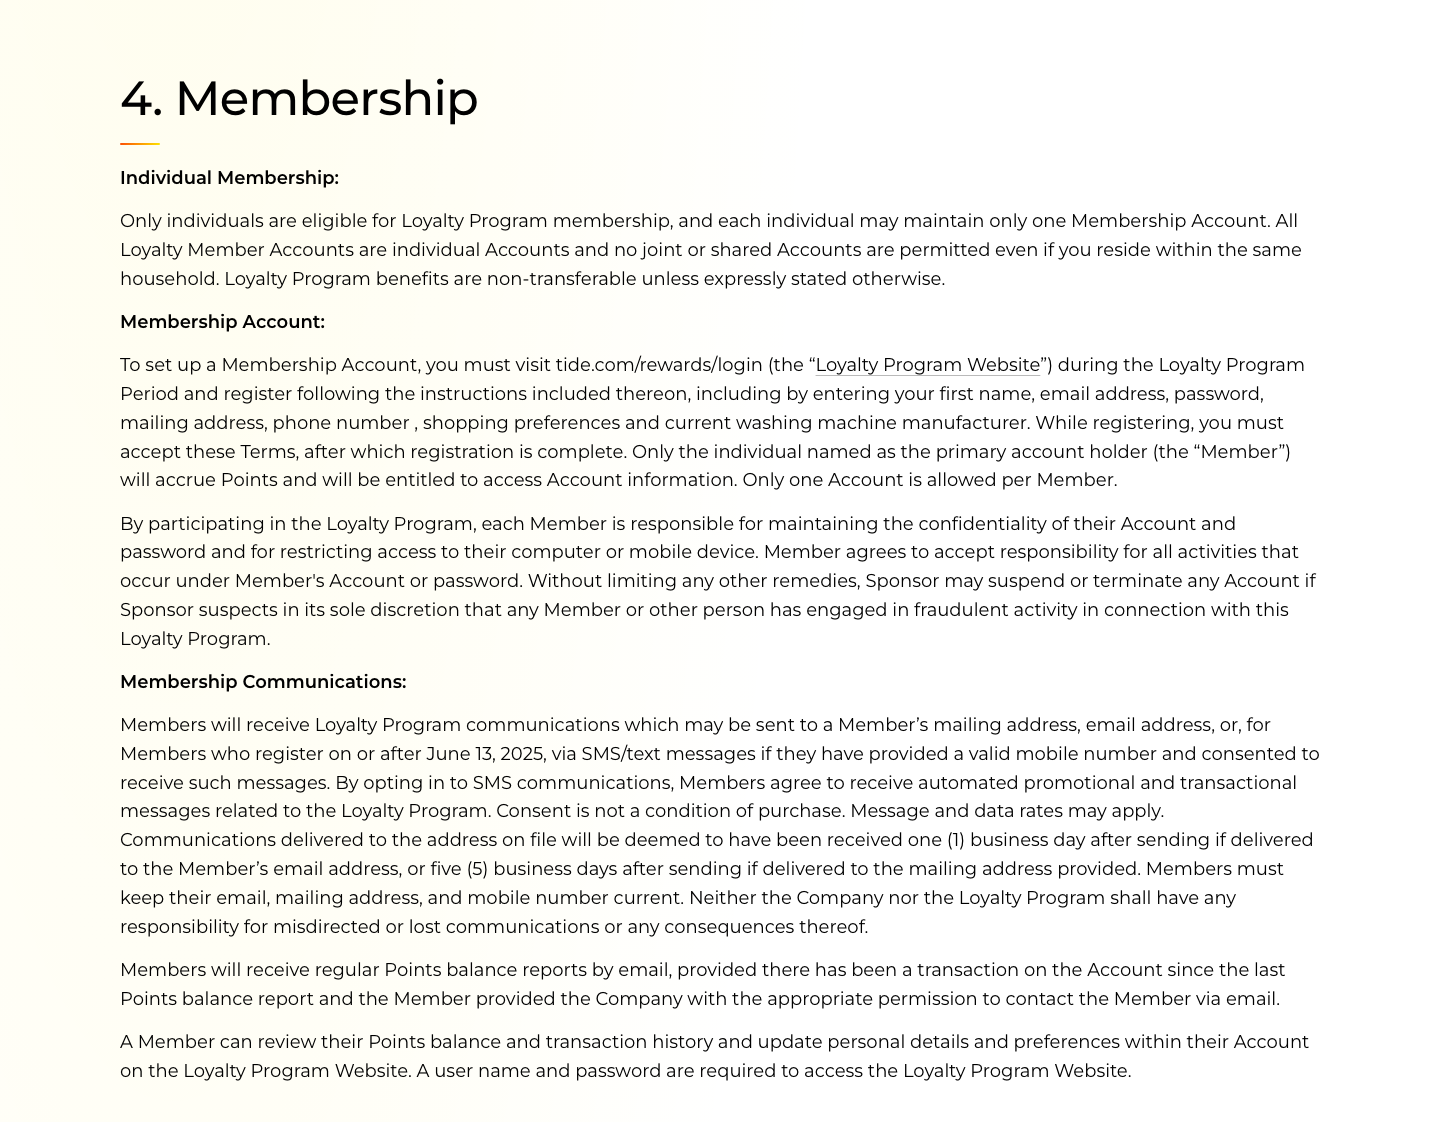 4. Membership
Individual Membership:
Only individuals are eligible for Loyalty Program membership, and each individual may maintain only one Membership Account. All
Loyalty Member Accounts are individual Accounts and no joint or shared Accounts are permitted even if you reside within the same
household. Loyalty Program benefits are non-transferable unless expressly stated otherwise.
Membership Account:
To set up a Membership Account, you must visit tide.com/rewards/login (the “Loyalty Program Website”) during the Loyalty Program
Period and register following the instructions included thereon, including by entering your first name, email address, password,
mailing address, phone number , shopping preferences and current washing machine manufacturer. While registering, you must
accept these Terms, after which registration is complete. Only the individual named as the primary account holder (the “Member”)
will accrue Points and will be entitled to access Account information. Only one Account is allowed per Member.
By participating in the Loyalty Program, each Member is responsible for maintaining the confidentiality of their Account and
password and for restricting access to their computer or mobile device. Member agrees to accept responsibility for all activities that
occur under Member's Account or password. Without limiting any other remedies, Sponsor may suspend or terminate any Account if
Sponsor suspects in its sole discretion that any Member or other person has engaged in fraudulent activity in connection with this
Loyalty Program.
Membership Communications:
Members will receive Loyalty Program communications which may be sent to a Member’s mailing address, email address, or, for
Members who register on or after June 13, 2025, via SMS/text messages if they have provided a valid mobile number and consented to
receive such messages. By opting in to SMS communications, Members agree to receive automated promotional and transactional
messages related to the Loyalty Program. Consent is not a condition of purchase. Message and data rates may apply.
Communications delivered to the address on file will be deemed to have been received one (1) business day after sending if delivered
to the Member’s email address, or five (5) business days after sending if delivered to the mailing address provided. Members must
keep their email, mailing address, and mobile number current. Neither the Company nor the Loyalty Program shall have any
responsibility for misdirected or lost communications or any consequences thereof.
Members will receive regular Points balance reports by email, provided there has been a transaction on the Account since the last
Points balance report and the Member provided the Company with the appropriate permission to contact the Member via email.
A Member can review their Points balance and transaction history and update personal details and preferences within their Account
on the Loyalty Program Website. A user name and password are required to access the Loyalty Program Website.